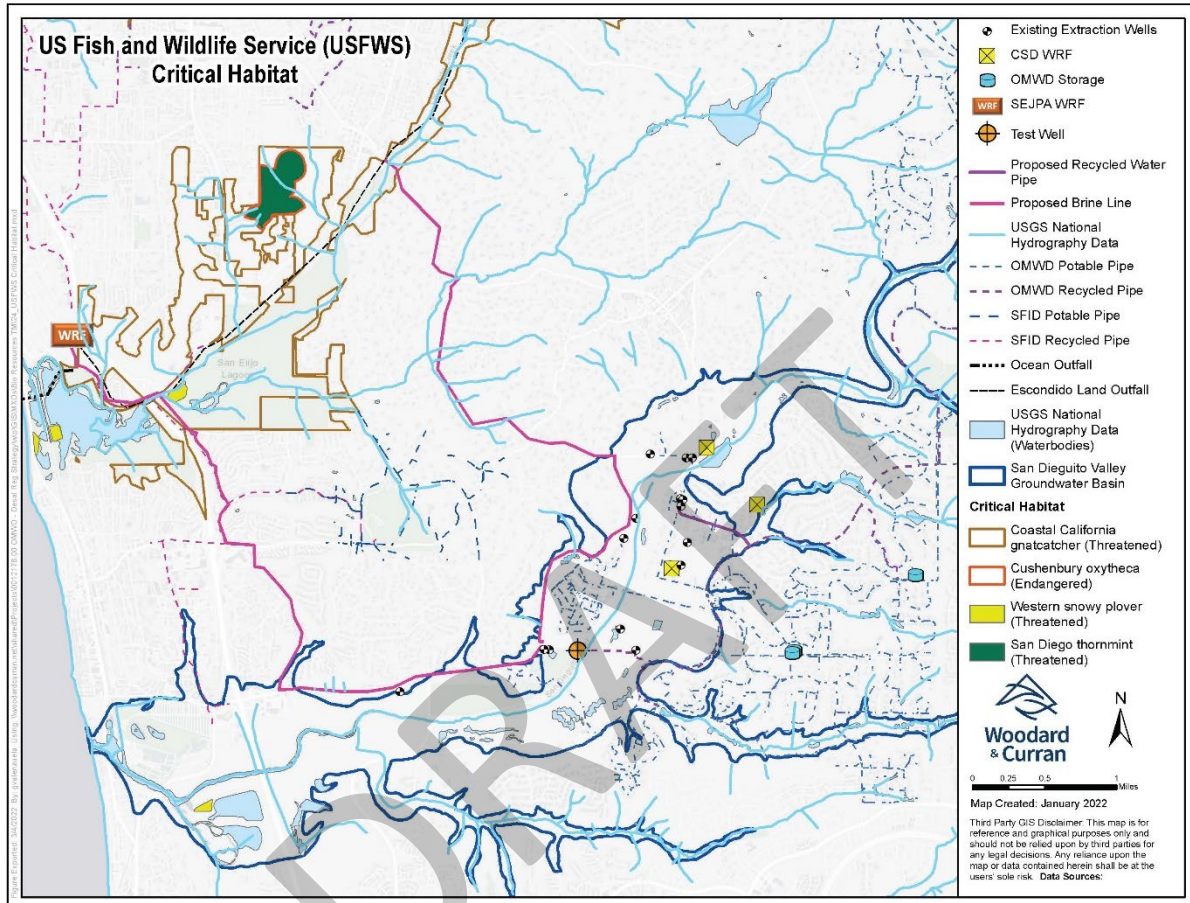 US Fish and Wildlife Service (USFWS)
Critical Habitat
WRF
San Elijo
Lagoon
DRAFT
Existing Extraction Wells
CSD WRF
OMWD Storage
WRF
SEJPA WRF
Test Well
Proposed Recycled Water
Pipe
Proposed Brine Line
USGS National
Hydrography Data
OMWD Potable Pipe
OMWD Recycled Pipe
SFID Potable Pipe
SFID Recycled Pipe
Ocean Outfall
Escondido Land Outfall
USGS National
Hydrography Data
(Waterbodies)
San Dieguito Valley
Groundwater Basin
Critical Habitat
Coastal California
gnatcatcher (Threatened)
Cushenbury oxytheca
(Endangered)
Western snowy plover
(Threatened)
San Diego thornmint
(Threatened)
Woodard
& Curran
N
0 0.25 0.5 1
Miles
Map Created: January 2022
Third Party GIS Disclaimer: This map is for
reference and graphical purposes only and
should not be relied upon by third parties for
any legal decisions. Any reliance upon the
map or data contained herein shall be at the
users' sole risk. Data Sources: